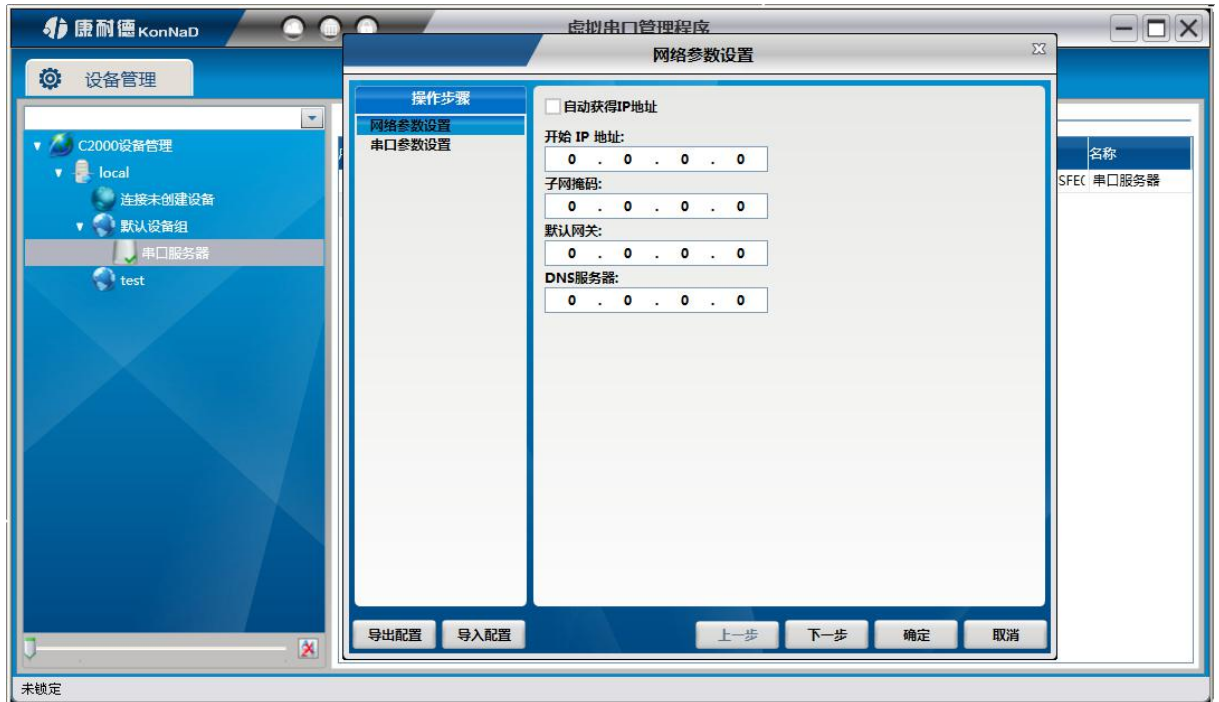 康耐德 KonNaD
虚拟串口管理程序
设备管理
C2000设备管理
local
连接未创建设备
默认设备组
串口服务器
test
名称
串口服务器
网络参数设置
操作步骤
网络参数设置
串口参数设置
自动获得IP地址
开始 IP 地址:
0 . 0 . 0 . 0
子网掩码:
0 . 0 . 0 . 0
默认网关:
0 . 0 . 0 . 0
DNS服务器:
0 . 0 . 0 . 0
导出配置 导入配置 上一步 下一步 确定 取消
未锁定